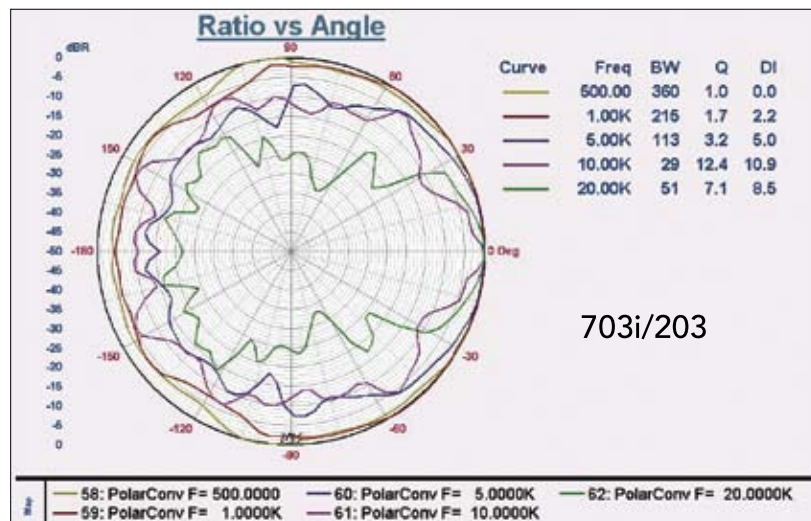 Ratio vs Angle
dBR
0
-5
-10
-15
-20
-25
-30
-35
-40
-45
-50
-45
-40
-35
-30
-25
-20
-15
-10
-5
0
90
120
60
150
30
-180
0 Deg
-150
-30
-120
-60
-90
Curve Freq BW Q DI
500.00 360 1.0 0.0
1.00K 215 1.7 2.2
5.00K 113 3.2 5.0
10.00K 29 12.4 10.9
20.00K 51 7.1 8.5
703i/203
Map
58: PolarConv F= 500.0000
60: PolarConv F= 5.0000K
62: PolarConv F= 20.0000K
59: PolarConv F= 1.0000K
61: PolarConv F= 10.0000K